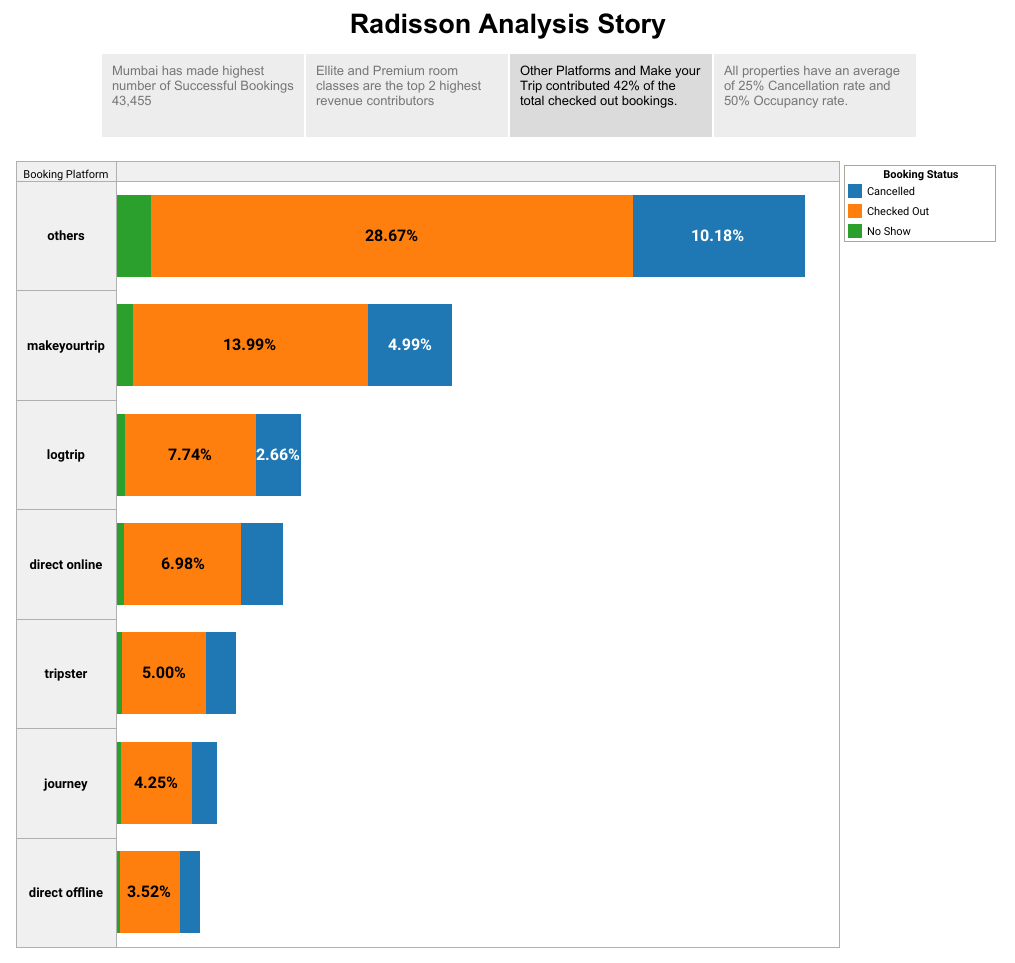 Radisson Analysis Story
Mumbai has made highest
number of Successful Bookings
43,455
Ellite and Premium room
classes are the top 2 highest
revenue contributors
Other Platforms and Make your
Trip contributed 42% of the
total checked out bookings.
All properties have an average
of 25% Cancellation rate and
50% Occupancy rate.
Booking Platform
Booking Status
Cancelled
Checked Out
No Show
others
28.67%
10.18%
makeyourtrip
13.99%
4.99%
logtrip
7.74%
2.66%
direct online
6.98%
tripster
5.00%
journey
4.25%
direct offline
3.52%